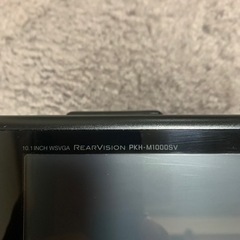 10.1INCH WSVGA REARVISION PKH-M1000SV